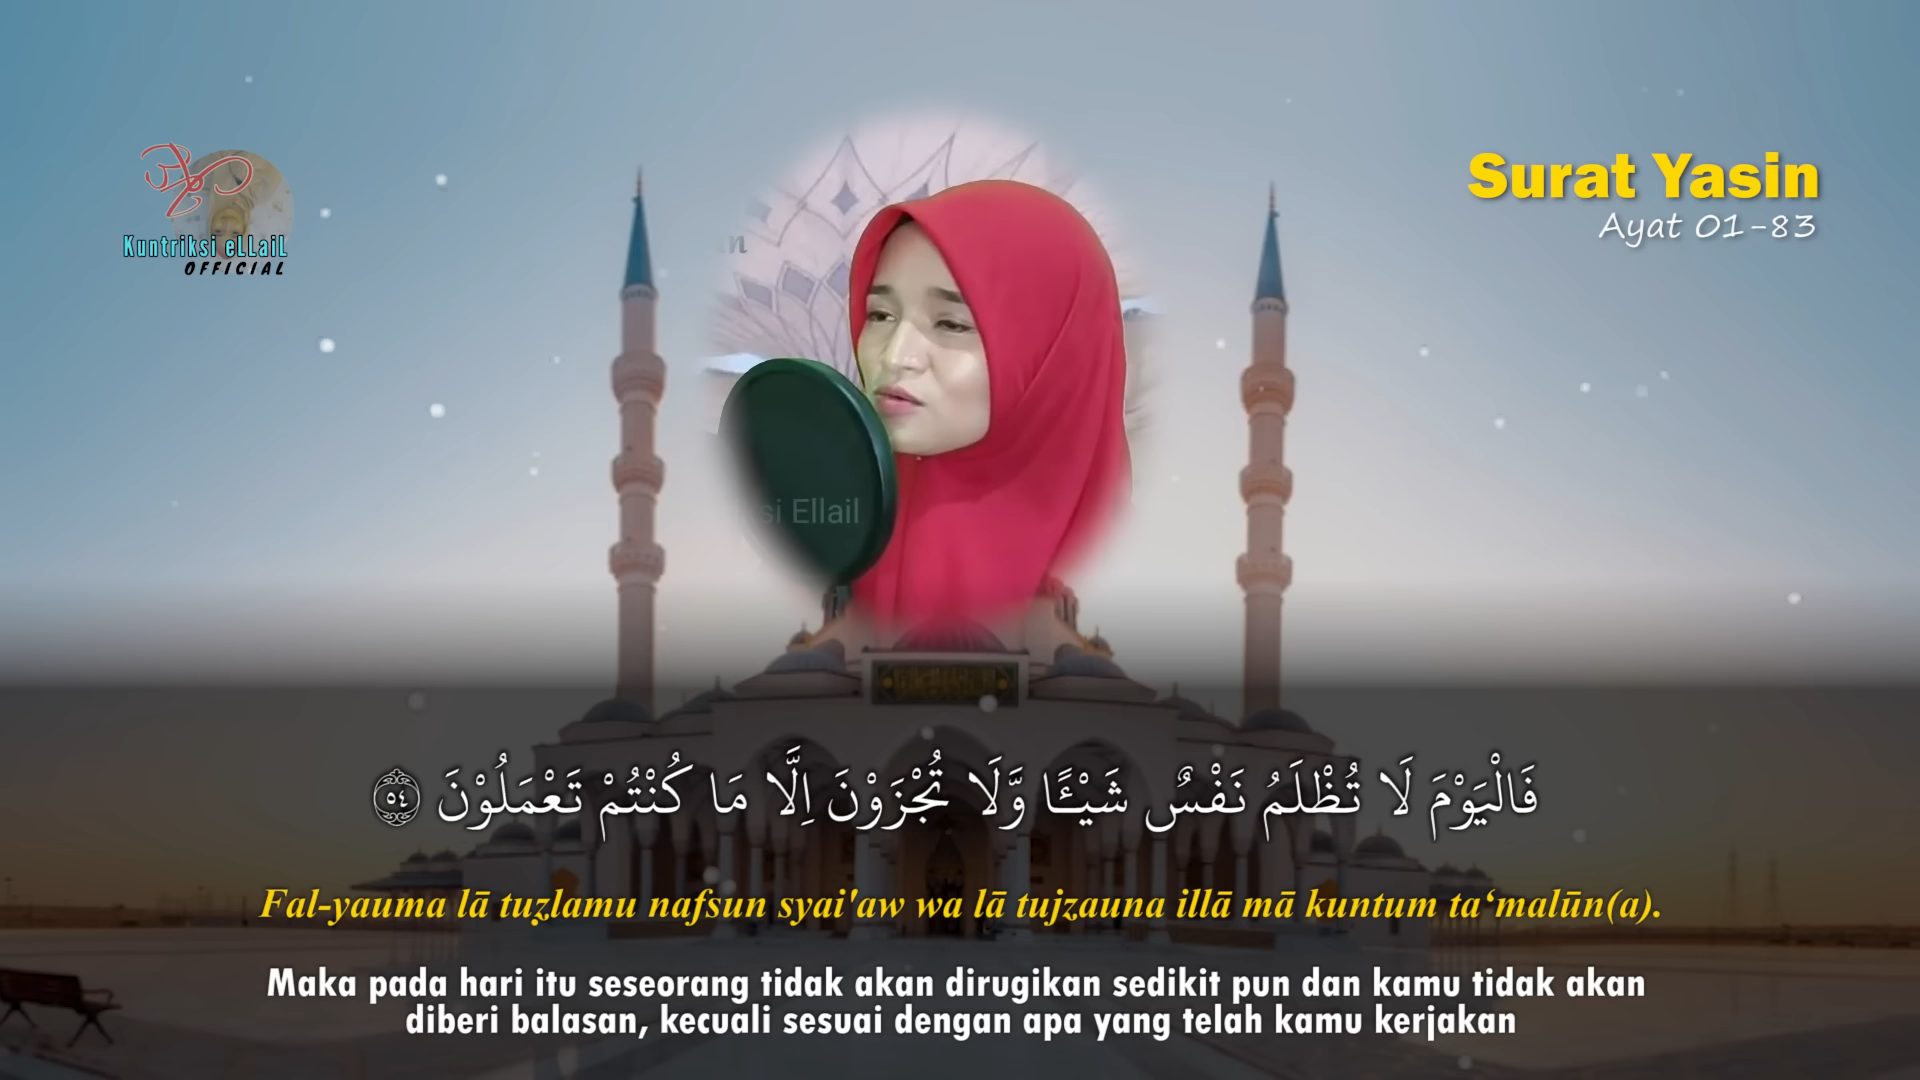 Kuntriksi eLLaiL
OFFICIAL
Surat Yasin
Ayat 01-83
si Ellail
فَالْيَوْمَ لَا تُظْلَمُ نَفْسٌ شَيْـًٔا وَّلَا تُجْزَوْنَ اِلَّا مَا كُنْتُمْ تَعْمَلُوْنَ ٥٤
Fal-yauma lā tuẓlamu nafsun syai'aw wa lā tujzauna illā mā kuntum ta‘malūn(a).
Maka pada hari itu seseorang tidak akan dirugikan sedikit pun dan kamu tidak akan
diberi balasan, kecuali sesuai dengan apa yang telah kamu kerjakan